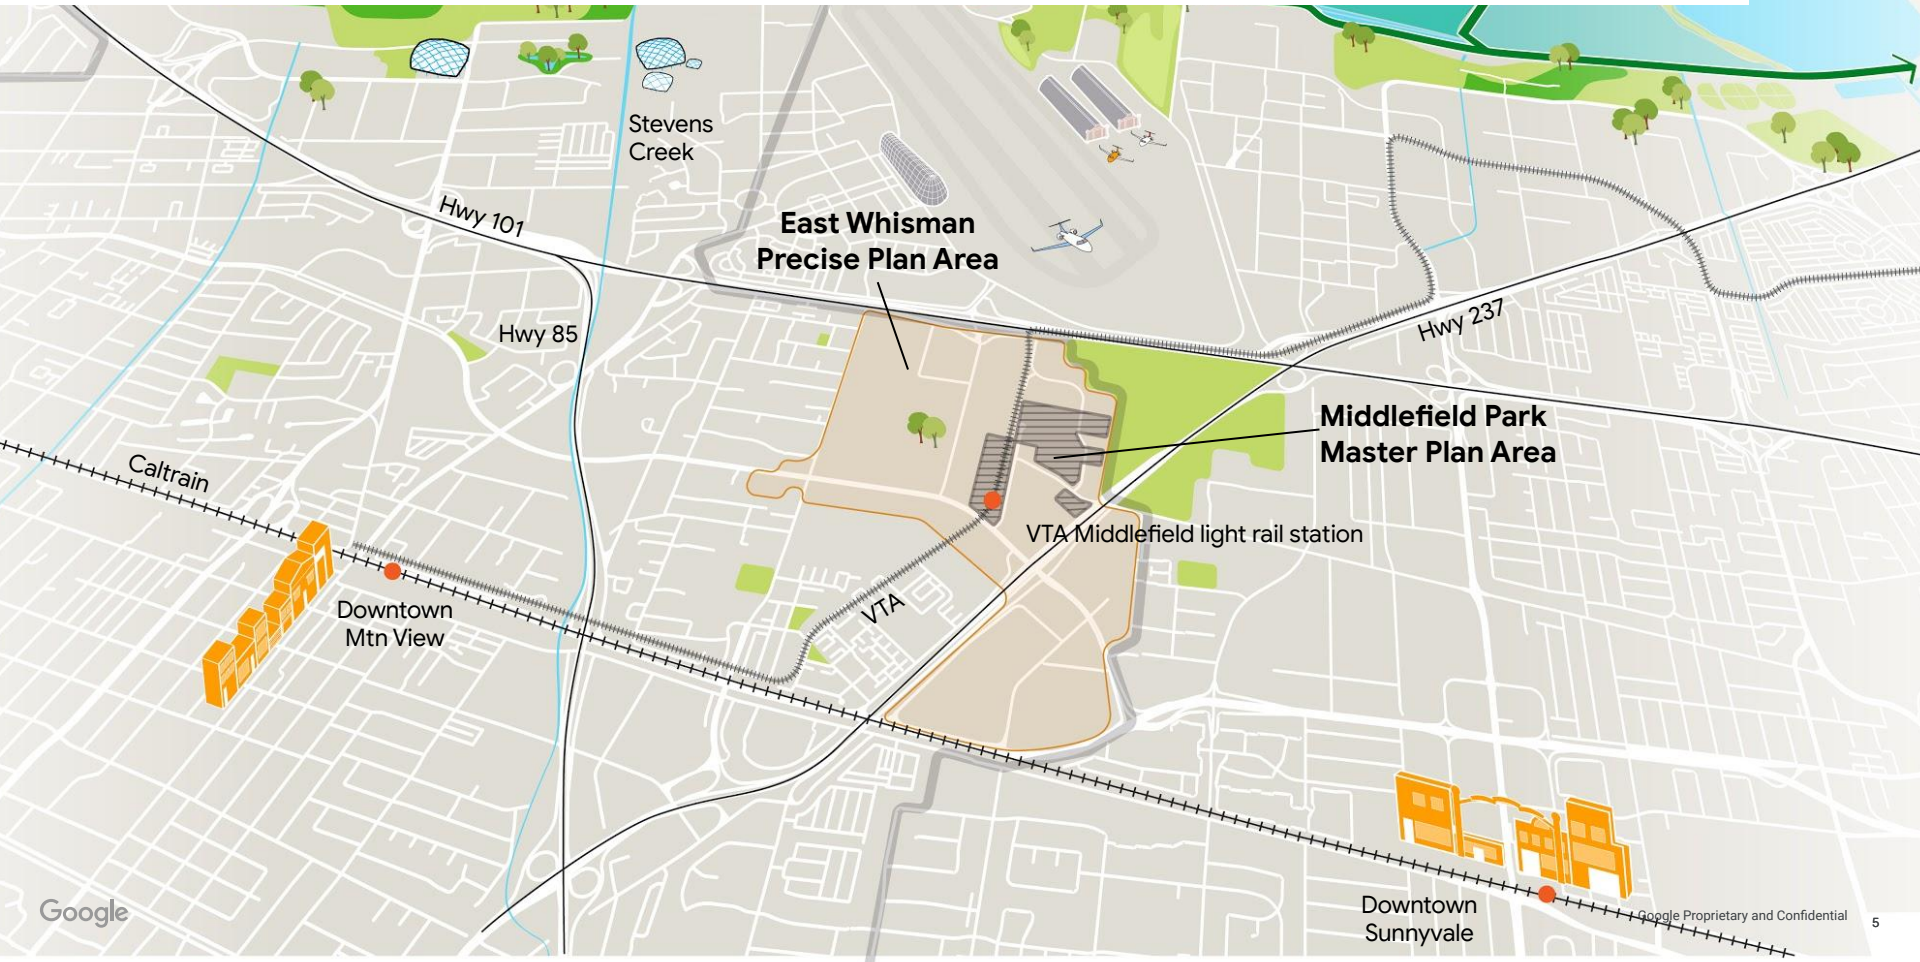 Stevens
Creek
Hwy 101
East Whisman
Precise Plan Area
Hwy 85
Hwy 237
Middlefield Park
Master Plan Area
Caltrain
VTA Middlefield light rail station
VTA
Downtown
Mtn View
Downtown
Sunnyvale
Google
Google Proprietary and Confidential
5